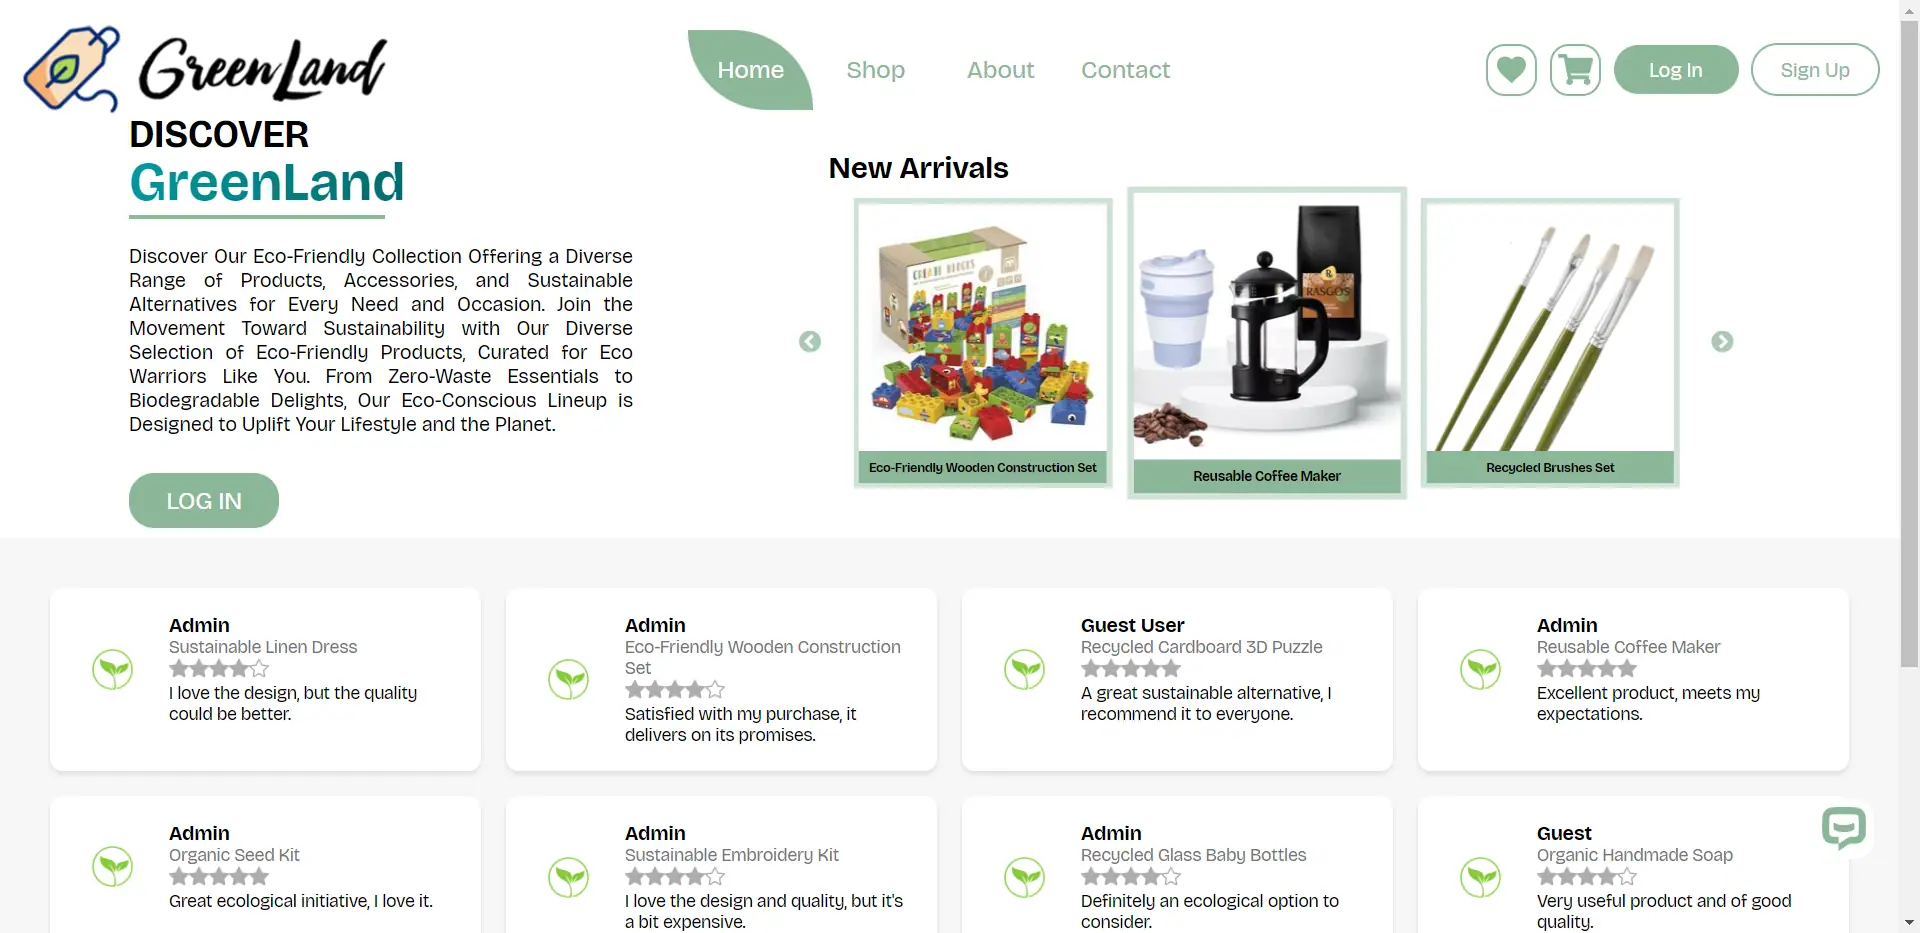 GreenLand
Home
Shop
About
Contact
Log In
Sign Up
DISCOVER
GreenLand
Discover Our Eco-Friendly Collection Offering a Diverse
Range of Products, Accessories, and Sustainable
Alternatives for Every Need and Occasion. Join the
Movement Toward Sustainability with Our Diverse
Selection of Eco-Friendly Products, Curated for Eco
Warriors Like You. From Zero-Waste Essentials to
Biodegradable Delights, Our Eco-Conscious Lineup is
Designed to Uplift Your Lifestyle and the Planet.
LOG IN
New Arrivals
CREATE BLOCKS
Eco-Friendly Wooden Construction Set
RASGOS
Reusable Coffee Maker
Recycled Brushes Set
Admin
Sustainable Linen Dress
I love the design, but the quality
could be better.
Admin
Eco-Friendly Wooden Construction
Set
Satisfied with my purchase, it
delivers on its promises.
Guest User
Recycled Cardboard 3D Puzzle
A great sustainable alternative, I
recommend it to everyone.
Admin
Reusable Coffee Maker
Excellent product, meets my
expectations.
Admin
Organic Seed Kit
Great ecological initiative, I love it.
Admin
Sustainable Embroidery Kit
I love the design and quality, but it's
a bit expensive.
Admin
Recycled Glass Baby Bottles
Definitely an ecological option to
consider.
Guest
Organic Handmade Soap
Very useful product and of good
quality.